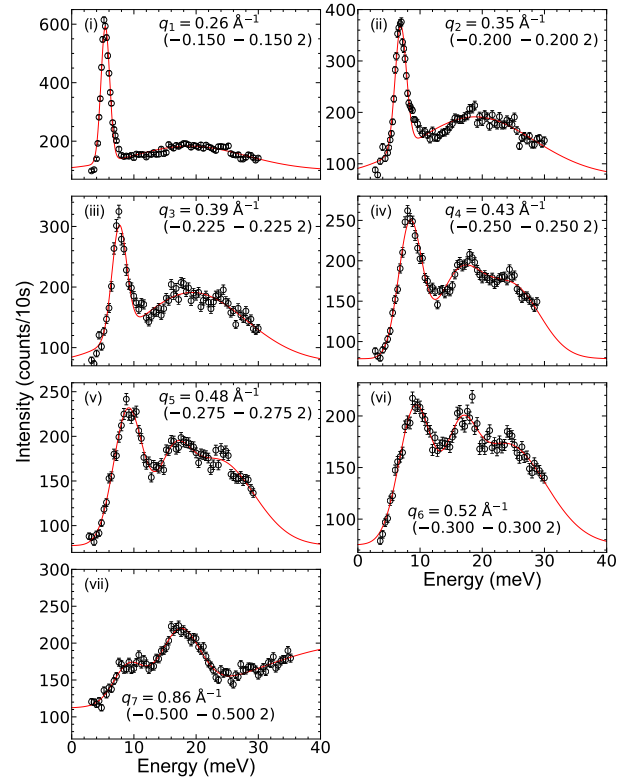 (i) q₁ = 0.26 Å⁻¹
(−0.150 −0.150 2)
600
400
200
(ii) q₂ = 0.35 Å⁻¹
(−0.200 −0.200 2)
400
300
200
100
(iii) q₃ = 0.39 Å⁻¹
(−0.225 −0.225 2)
300
200
100
(iv) q₄ = 0.43 Å⁻¹
(−0.250 −0.250 2)
250
200
150
100
Intensity (counts/10s)
(v) q₅ = 0.48 Å⁻¹
(−0.275 −0.275 2)
250
200
150
100
(vi)
q₆ = 0.52 Å⁻¹
(−0.300 −0.300 2)
200
150
100
0 10 20 30 40
Energy (meV)
(vii)
q₇ = 0.86 Å⁻¹
(−0.500 −0.500 2)
300
250
200
150
100
0 10 20 30 40
Energy (meV)